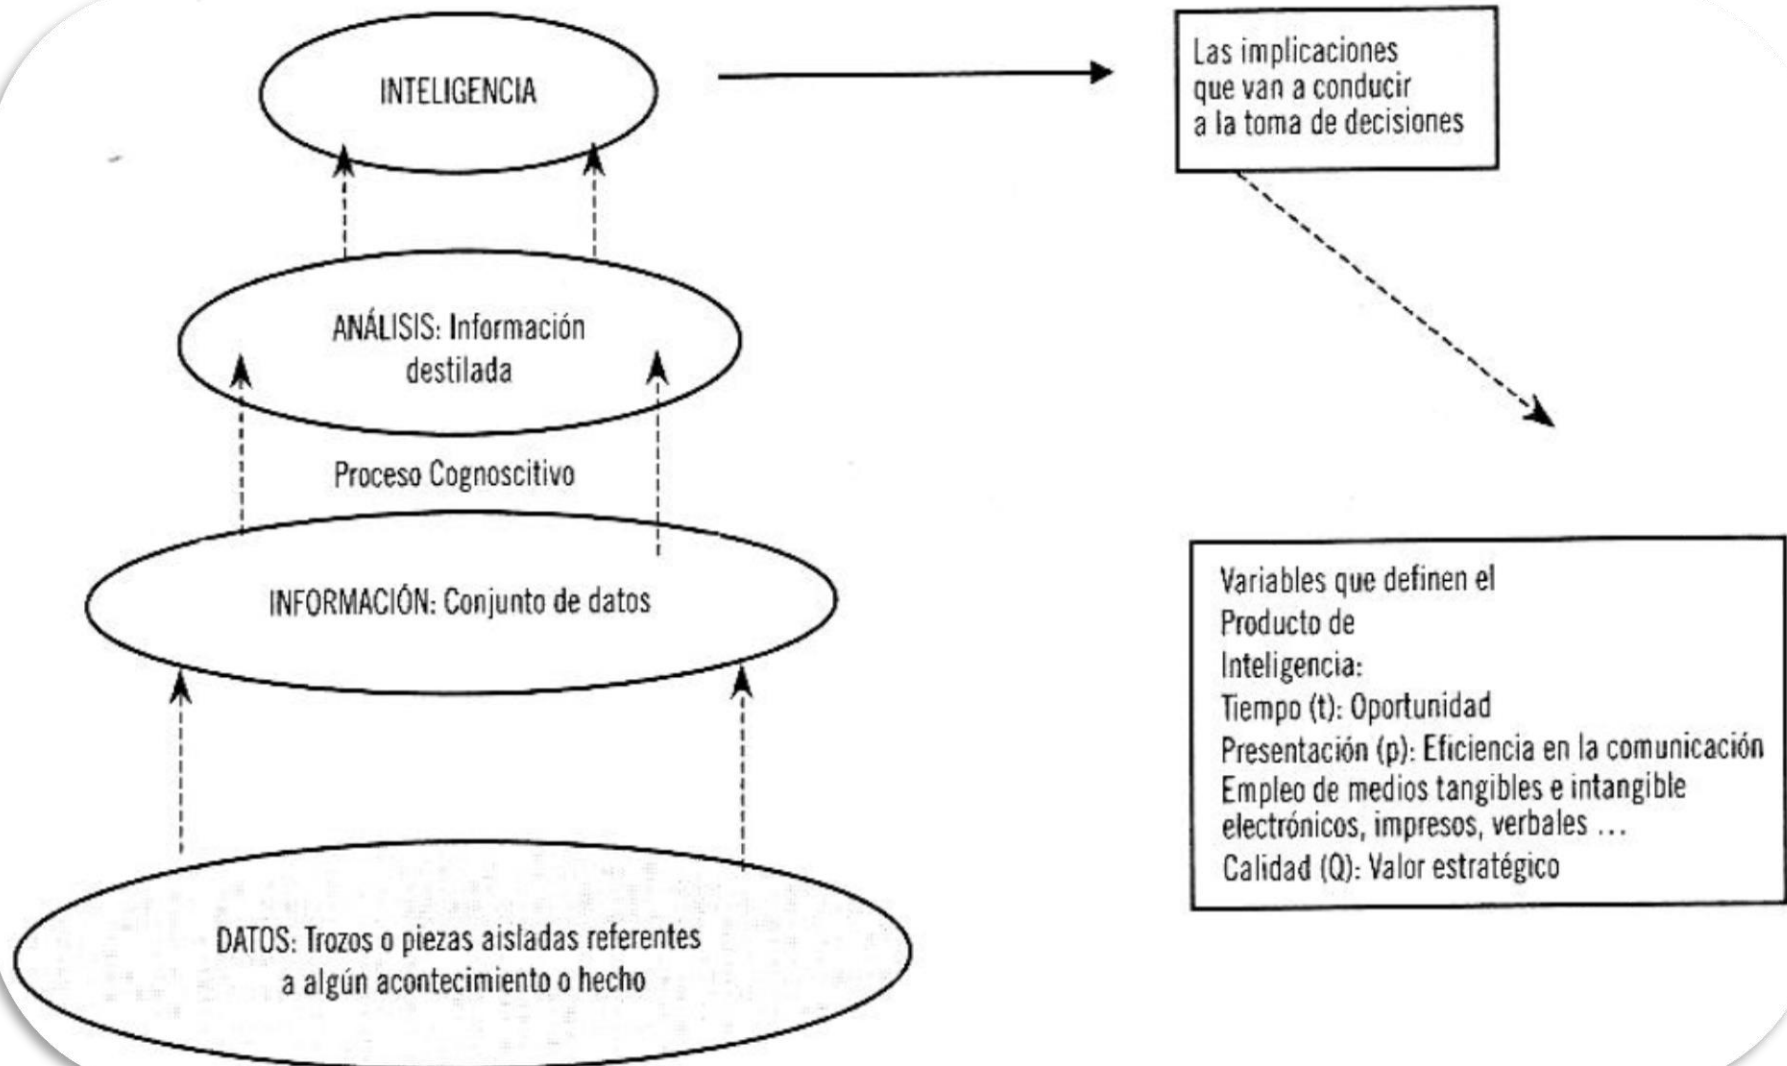 INTELIGENCIA
Las implicaciones
que van a conducir
a la toma de decisiones
ANÁLISIS: Información
destilada
Proceso Cognoscitivo
INFORMACIÓN: Conjunto de datos
Variables que definen el
Producto de
Inteligencia:
Tiempo (t): Oportunidad
Presentación (p): Eficiencia en la comunicación
Empleo de medios tangibles e intangible
electrónicos, impresos, verbales ...
Calidad (Q): Valor estratégico
DATOS: Trozos o piezas aisladas referentes
a algún acontecimiento o hecho